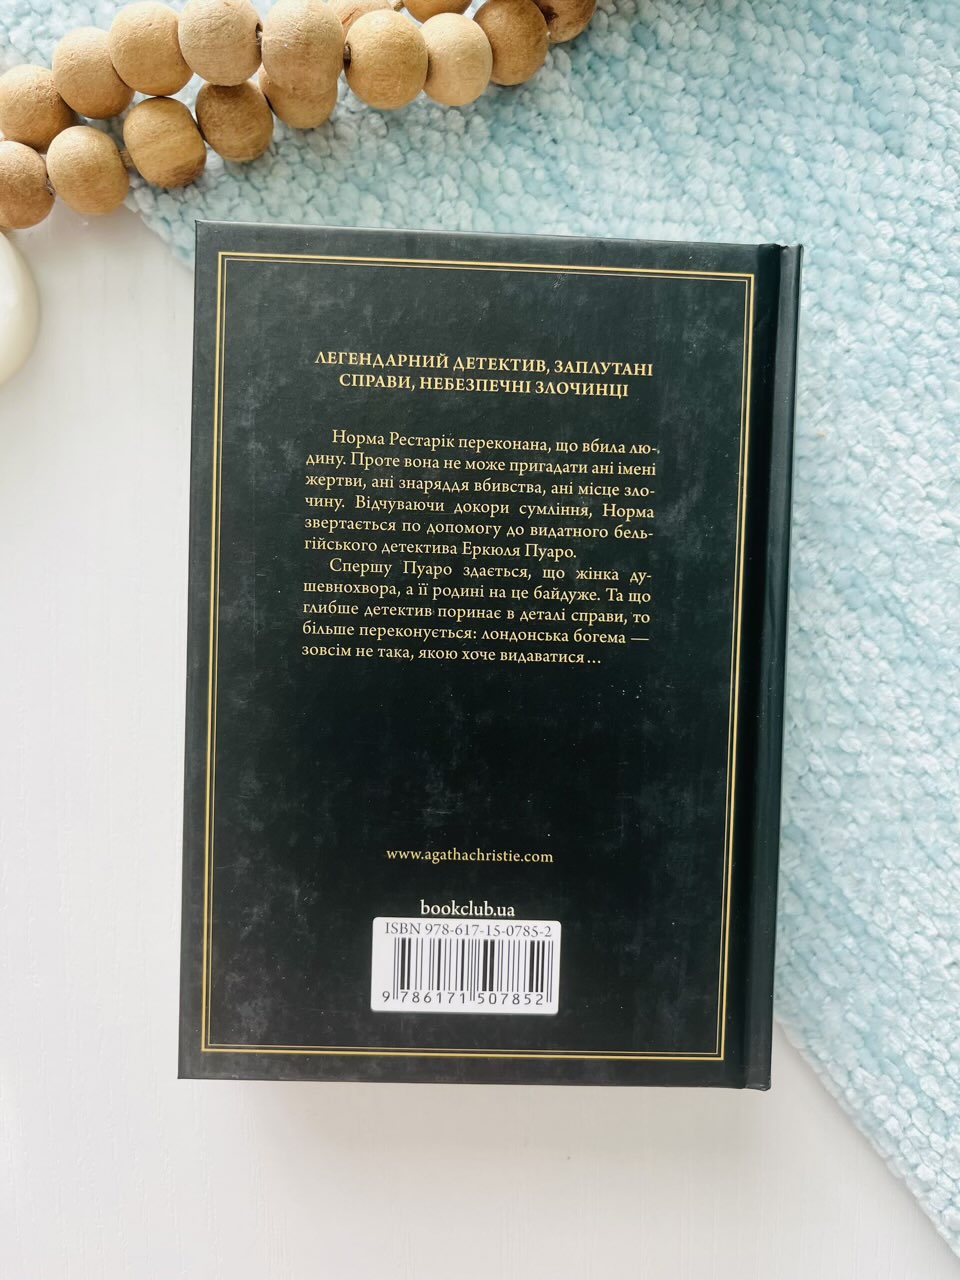 ЛЕГЕНДАРНИЙ ДЕТЕКТИВ, ЗАПЛУТАНІ
СПРАВИ, НЕБЕЗПЕЧНІ ЗЛОЧИНЦІ
Норма Рестарік переконана, що вбила лю-
дину. Проте вона не може пригадати ані імені
жертви, ані знаряддя вбивства, ані місце зло-
чину. Відчуваючи докори сумління, Норма
звертається по допомогу до видатного бель-
гійського детектива Еркюля Пуаро.
Спершу Пуаро здається, що жінка ду-
шевнохвора, а її родині на це байдуже. Та що
глибше детектив поринає в деталі справи, то
більше переконується: лондонська богема —
зовсім не така, якою хоче видаватися…
www.agathachristie.com
bookclub.ua
ISBN 978-617-15-0785-2
9 786171 507852